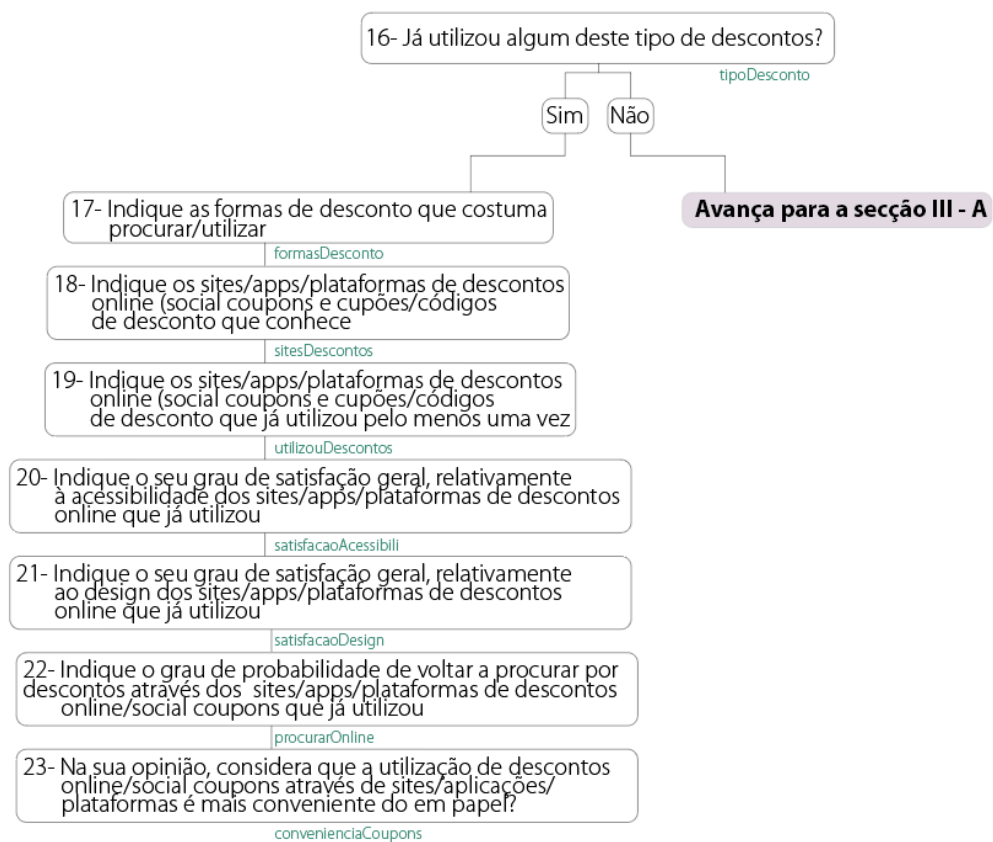 16- Já utilizou algum deste tipo de descontos?
tipoDesconto
Sim
Não
17- Indique as formas de desconto que costuma
procurar/utilizar
Avança para a secção III - A
formasDesconto
18- Indique os sites/apps/plataformas de descontos
online (social coupons e cupões/códigos
de desconto que conhece
sitesDescontos
19- Indique os sites/apps/plataformas de descontos
online (social coupons e cupões/códigos
de desconto que já utilizou pelo menos uma vez
utilizouDescontos
20- Indique o seu grau de satisfação geral, relativamente
à acessibilidade dos sites/apps/plataformas de descontos
online que já utilizou
satisfacaoAcessibili
21- Indique o seu grau de satisfação geral, relativamente
ao design dos sites/apps/plataformas de descontos
online que já utilizou
satisfacaoDesign
22- Indique o grau de probabilidade de voltar a procurar por
descontos através dos sites/apps/plataformas de descontos
online/social coupons que já utilizou
procurarOnline
23- Na sua opinião, considera que a utilização de descontos
online/social coupons através de sites/aplicações/
plataformas é mais conveniente do em papel?
convenienciaCoupons